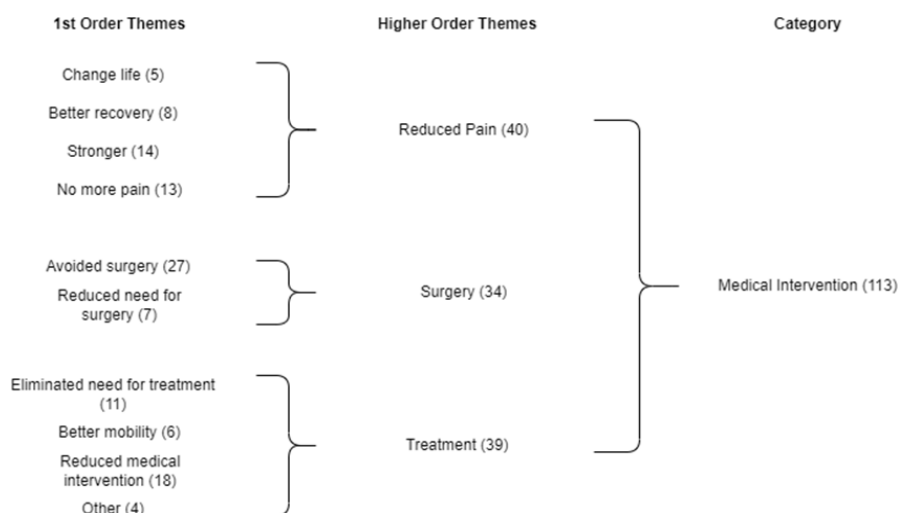 1st Order Themes
Higher Order Themes
Category
Change life (5)
Better recovery (8)
Stronger (14)
No more pain (13)
Reduced Pain (40)
Avoided surgery (27)
Reduced need for
surgery (7)
Surgery (34)
Medical Intervention (113)
Eliminated need for treatment
(11)
Better mobility (6)
Reduced medical
intervention (18)
Other (4)
Treatment (39)